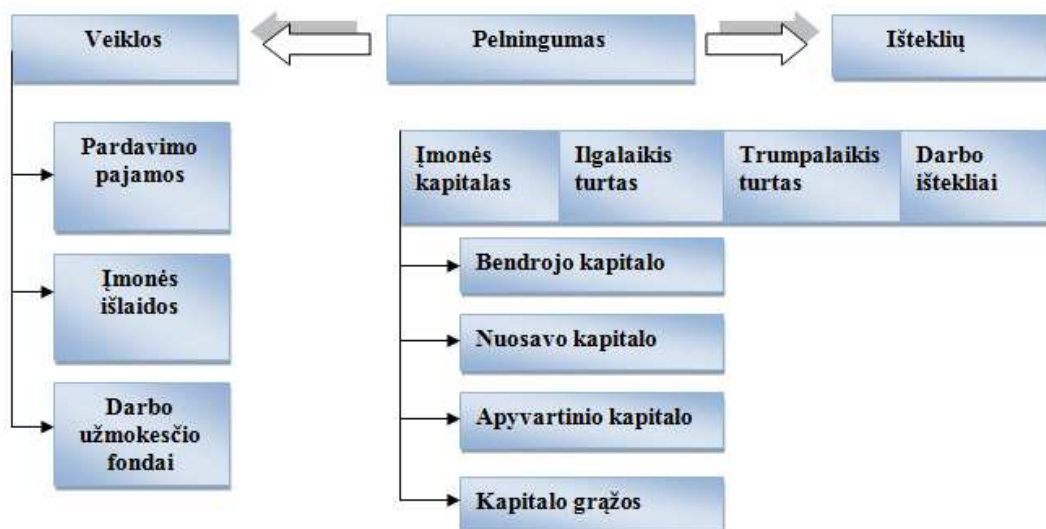 Veiklos
Pelningumas
Išteklių
Pardavimo
pajamos
Įmonės
išlaidos
Darbo
užmokesčio
fondai
Įmonės
kapitalas
Ilgalaikis
turtas
Trumpalaikis
turtas
Darbo
ištekliai
Bendrojo kapitalo
Nuosavo kapitalo
Apyvartinio kapitalo
Kapitalo grąžos